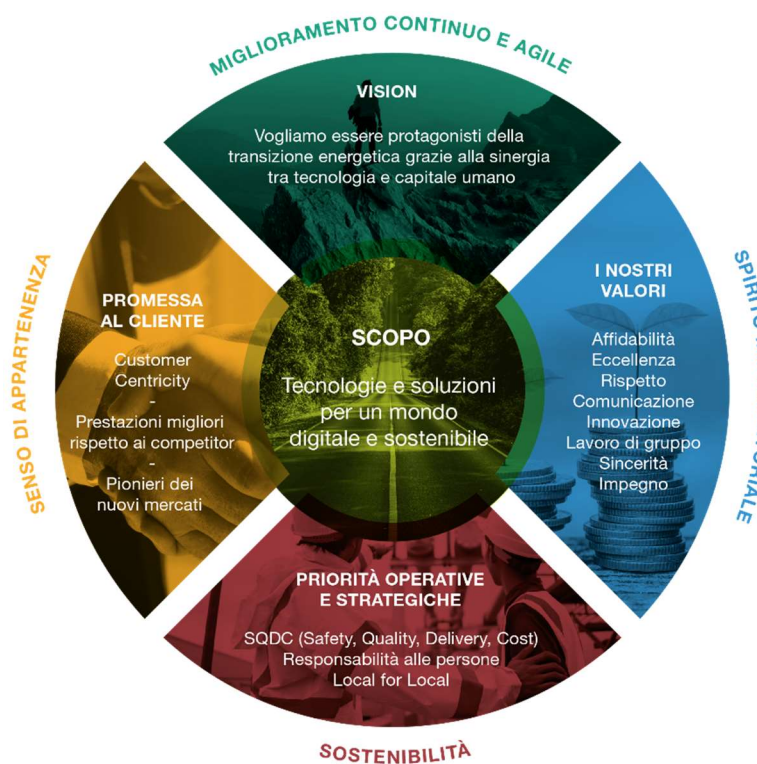 MIGLIORAMENTO CONTINUO E AGILE
VISION
Vogliamo essere protagonisti della
transizione energetica grazie alla sinergia
tra tecnologia e capitale umano
SENSO DI APPARTENENZA
PROMESSA
AL CLIENTE
Customer
Centricity
-
Prestazioni migliori
rispetto ai competitor
-
Pionieri dei
nuovi mercati
SCOPO
Tecnologie e soluzioni
per un mondo
digitale e sostenibile
I NOSTRI
VALORI
Affidabilità
Eccellenza
Rispetto
Comunicazione
Innovazione
Lavoro di gruppo
Sincerità
Impegno
SPIRITO
PRIORITÀ OPERATIVE
E STRATEGICHE
SQDC (Safety, Quality, Delivery, Cost)
Responsabilità alle persone
Local for Local
SOSTENIBILITÀ